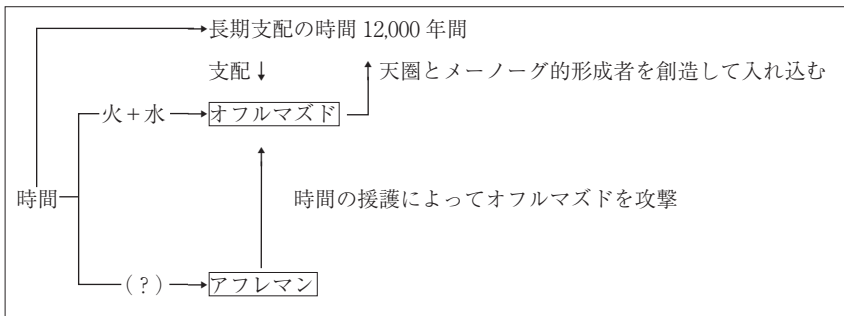 長期支配の時間 12,000 年間
支配 天圏とメーノーグ的形成者を創造して入れ込む
火+水 オフルマズド
時間 時間の援護によってオフルマズドを攻撃
(?) アフレマン